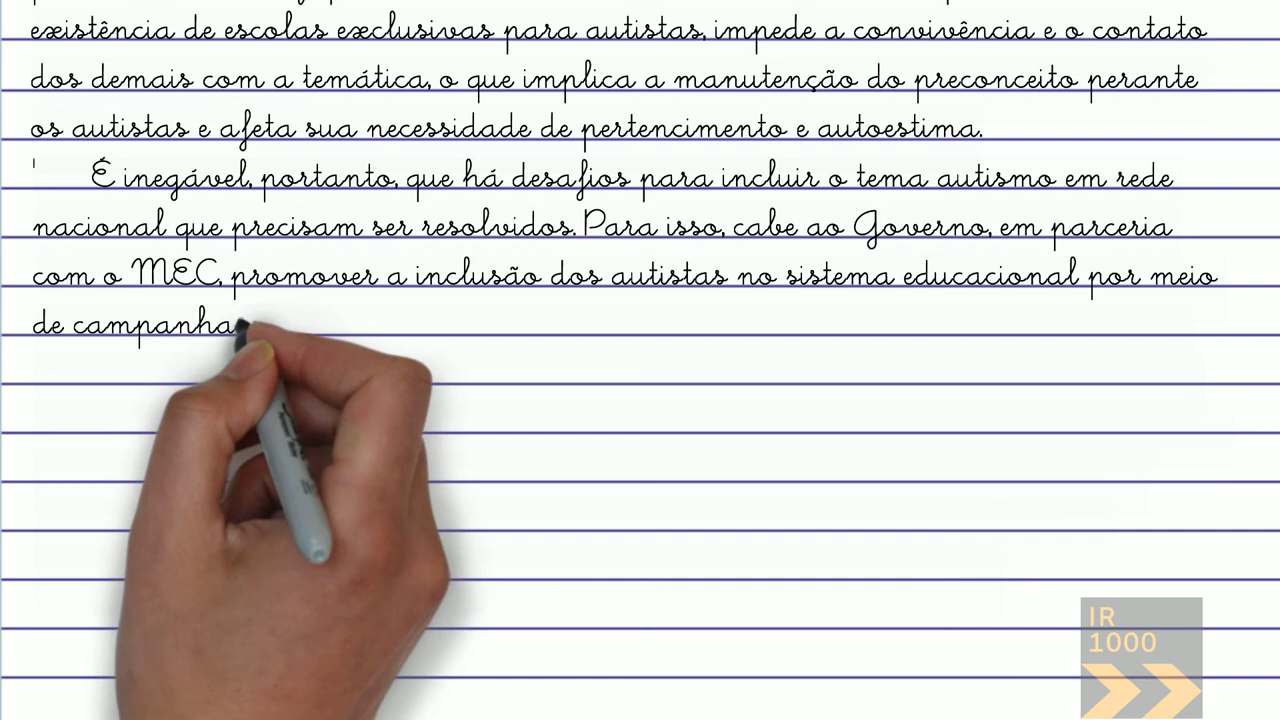 existência de escolas exclusivas para autistas, impede a convivência e o contato
dos demais com a temática, o que implica a manutenção do preconceito perante
os autistas e afeta sua necessidade de pertencimento e autoestima.
É inegável, portanto, que há desafios para incluir o tema autismo em rede
nacional que precisam ser resolvidos. Para isso, cabe ao Governo, em parceria
com o MEC, promover a inclusão dos autistas no sistema educacional por meio
de campanha
IR
1000